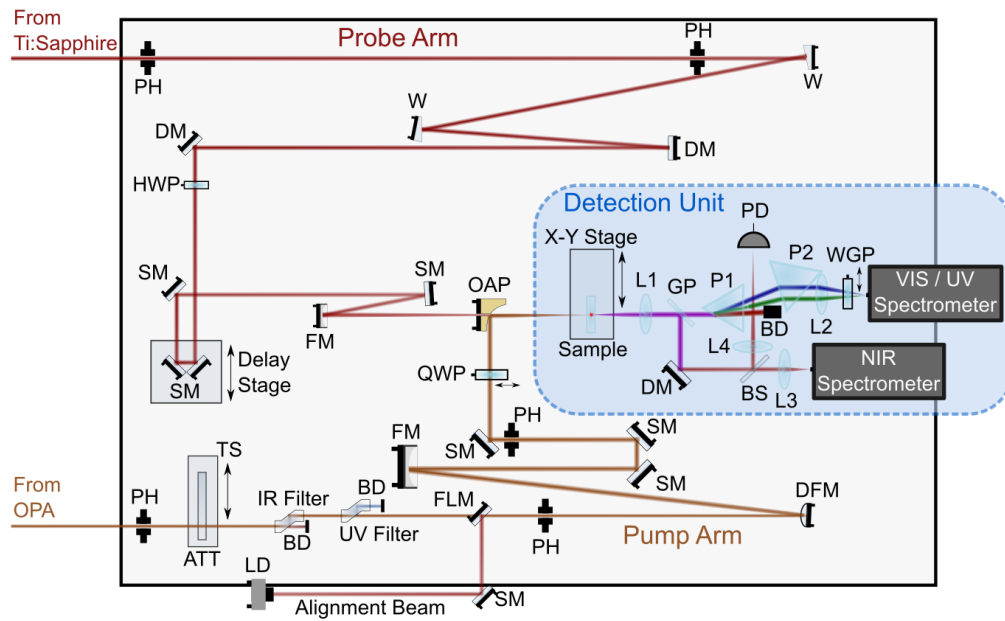 From
Ti:Sapphire
Probe Arm
PH
PH
W
W
DM
DM
HWP
Detection Unit
PD
X-Y Stage
P2
WGP
SM
SM
OAP
L1
GP
P1
VIS / UV
Spectrometer
FM
BD
L2
Sample
L4
Delay
Stage
SM
QWP
DM
BS
L3
NIR
Spectrometer
PH
SM
FM
SM
SM
TS
From
OPA
PH
IR Filter
BD
FLM
DFM
BD
UV Filter
PH
Pump Arm
ATT
LD
Alignment Beam
SM